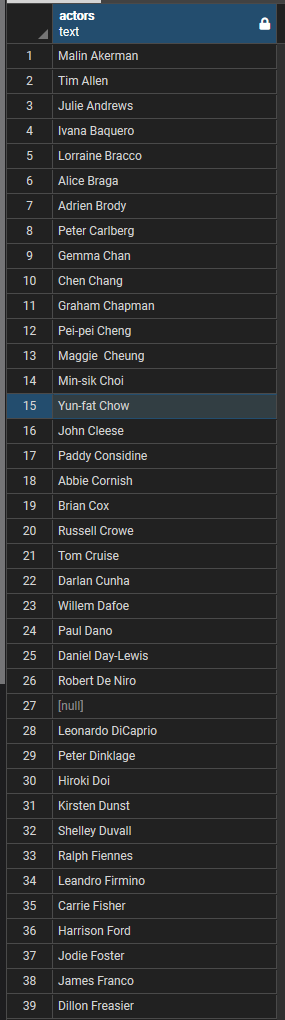 actors
text
1 Malin Akerman
2 Tim Allen
3 Julie Andrews
4 Ivana Baquero
5 Lorraine Bracco
6 Alice Braga
7 Adrien Brody
8 Peter Carlberg
9 Gemma Chan
10 Chen Chang
11 Graham Chapman
12 Pei-pei Cheng
13 Maggie  Cheung
14 Min-sik Choi
15 Yun-fat Chow
16 John Cleese
17 Paddy Considine
18 Abbie Cornish
19 Brian Cox
20 Russell Crowe
21 Tom Cruise
22 Darlan Cunha
23 Willem Dafoe
24 Paul Dano
25 Daniel Day-Lewis
26 Robert De Niro
27 [null]
28 Leonardo DiCaprio
29 Peter Dinklage
30 Hiroki Doi
31 Kirsten Dunst
32 Shelley Duvall
33 Ralph Fiennes
34 Leandro Firmino
35 Carrie Fisher
36 Harrison Ford
37 Jodie Foster
38 James Franco
39 Dillon Freasier